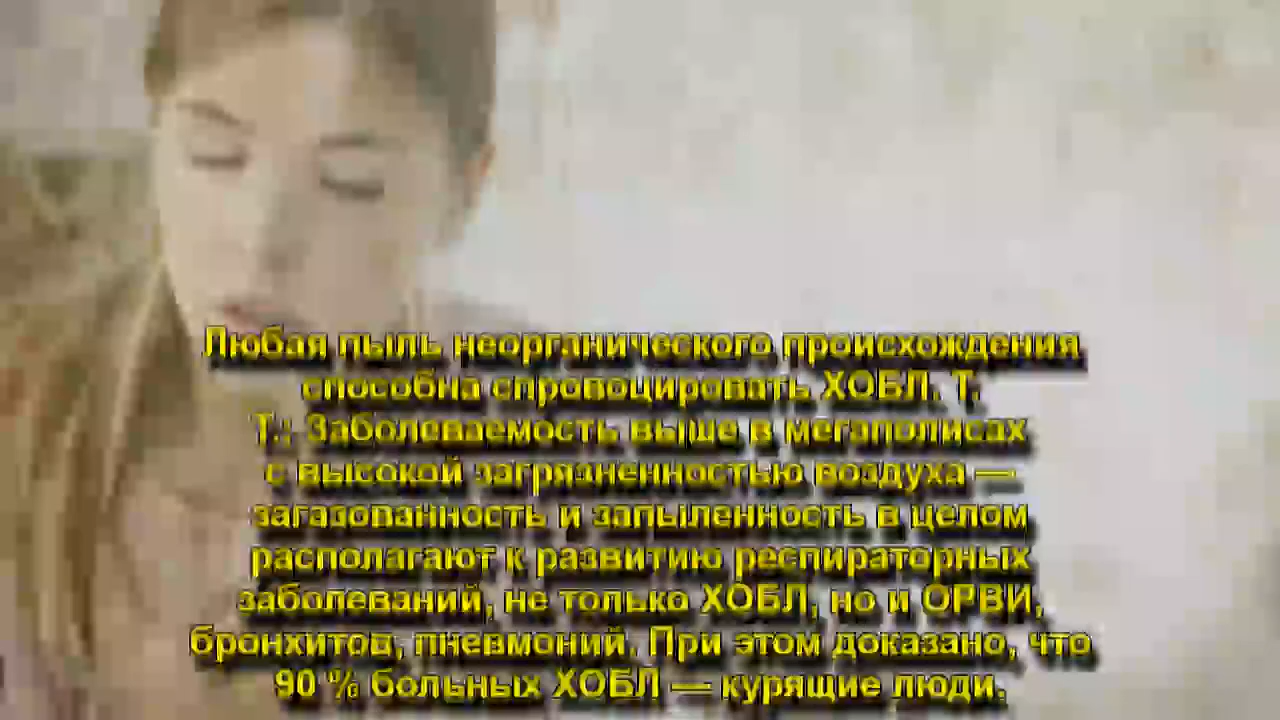 Любая пыль неорганического происхождения
способна спровоцировать ХОБЛ. Т.
Т.: Заболеваемость выше в мегаполисах
с высокой загрязненностью воздуха —
загазованность и запыленность в целом
располагают к развитию респираторных
заболеваний, не только ХОБЛ, но и ОРВИ,
бронхитов, пневмоний. При этом доказано, что
90 % больных ХОБЛ — курящие люди.